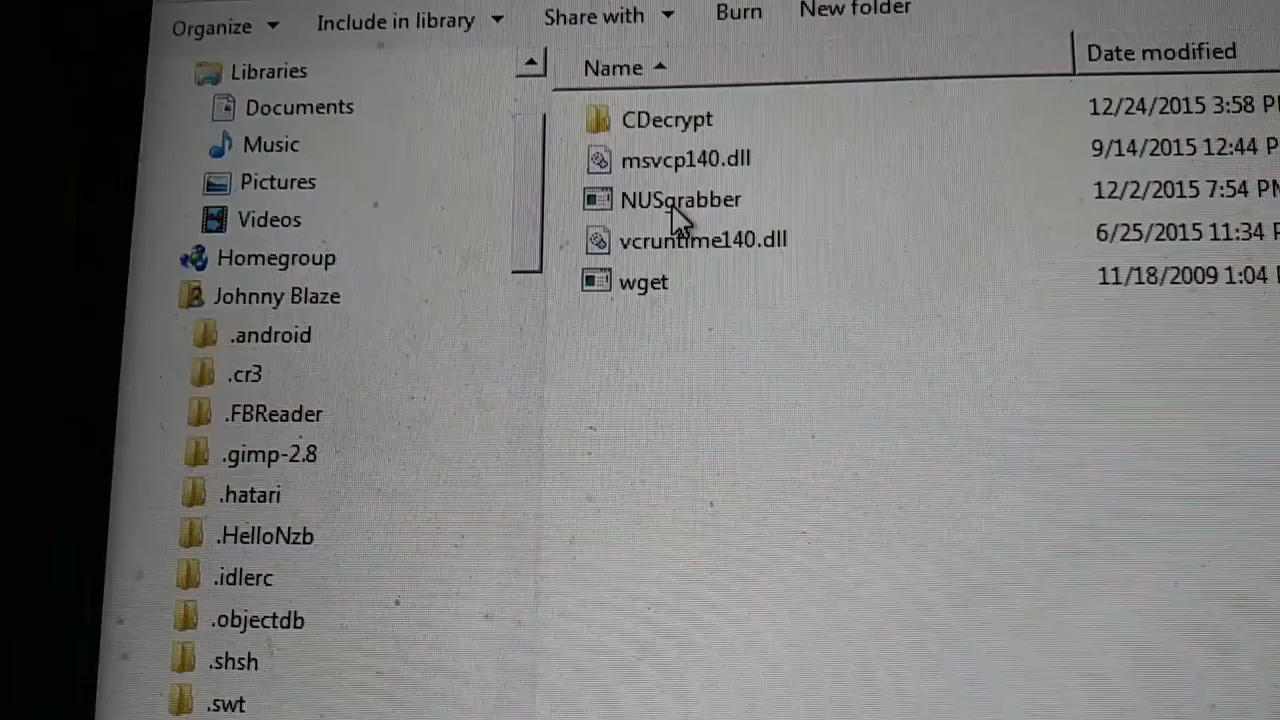 Organize Include in library Share with Burn New folder
Libraries
Documents
Music
Pictures
Videos
Homegroup
Johnny Blaze
.android
.cr3
.FBReader
.gimp-2.8
.hatari
.HelloNzb
.idlerc
.objectdb
.shsh
.swt
Name Date modified
CDecrypt 12/24/2015 3:58 P
msvcp140.dll 9/14/2015 12:44 P
NUSgrabber 12/2/2015 7:54 PM
vcruntime140.dll 6/25/2015 11:34 P
wget 11/18/2009 1:04